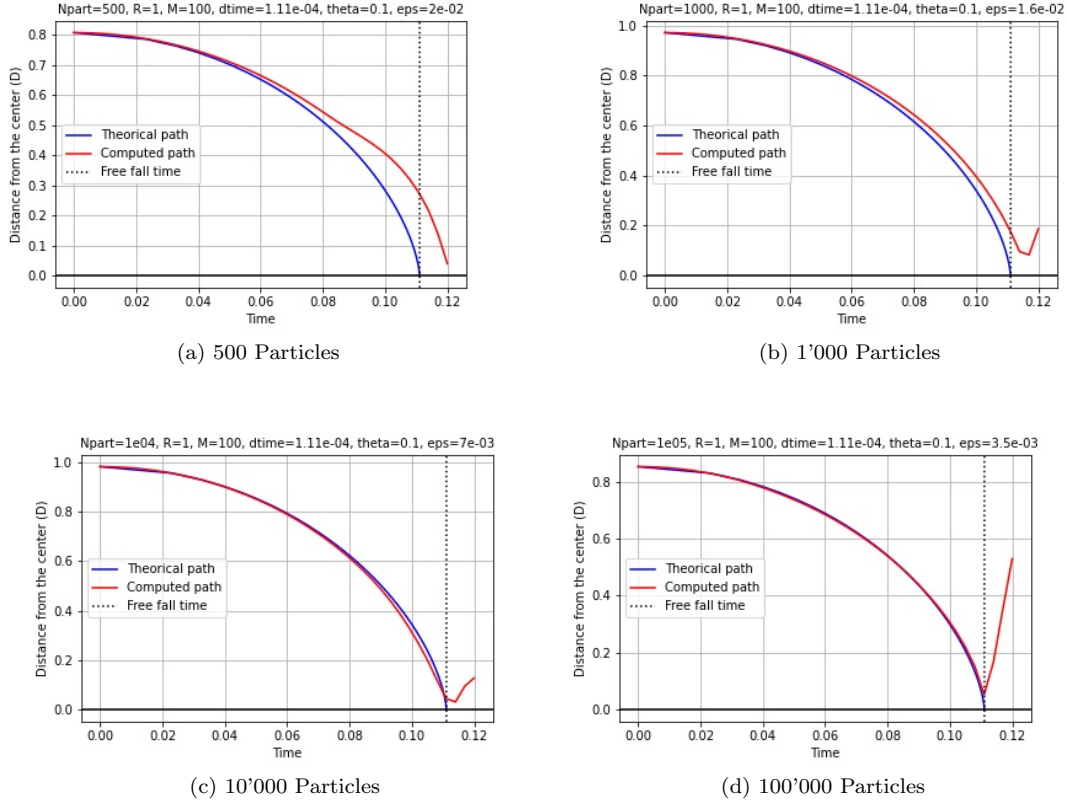 Npart=500, R=1, M=100, dtime=1.11e-04, theta=0.1, eps=2e-02
Distance from the center (D)
0.8
0.7
0.6
0.5
0.4
0.3
0.2
0.1
0.0
Theorical path
Computed path
Free fall time
0.00 0.02 0.04 0.06 0.08 0.10 0.12
Time
(a) 500 Particles
Npart=1000, R=1, M=100, dtime=1.11e-04, theta=0.1, eps=1.6e-02
Distance from the center (D)
1.0
0.8
0.6
0.4
0.2
0.0
Theorical path
Computed path
Free fall time
0.00 0.02 0.04 0.06 0.08 0.10 0.12
Time
(b) 1'000 Particles
Npart=1e04, R=1, M=100, dtime=1.11e-04, theta=0.1, eps=7e-03
Distance from the center (D)
1.0
0.8
0.6
0.4
0.2
0.0
Theorical path
Computed path
Free fall time
0.00 0.02 0.04 0.06 0.08 0.10 0.12
Time
(c) 10'000 Particles
Npart=1e05, R=1, M=100, dtime=1.11e-04, theta=0.1, eps=3.5e-03
Distance from the center (D)
0.8
0.6
0.4
0.2
0.0
Theorical path
Computed path
Free fall time
0.00 0.02 0.04 0.06 0.08 0.10 0.12
Time
(d) 100'000 Particles